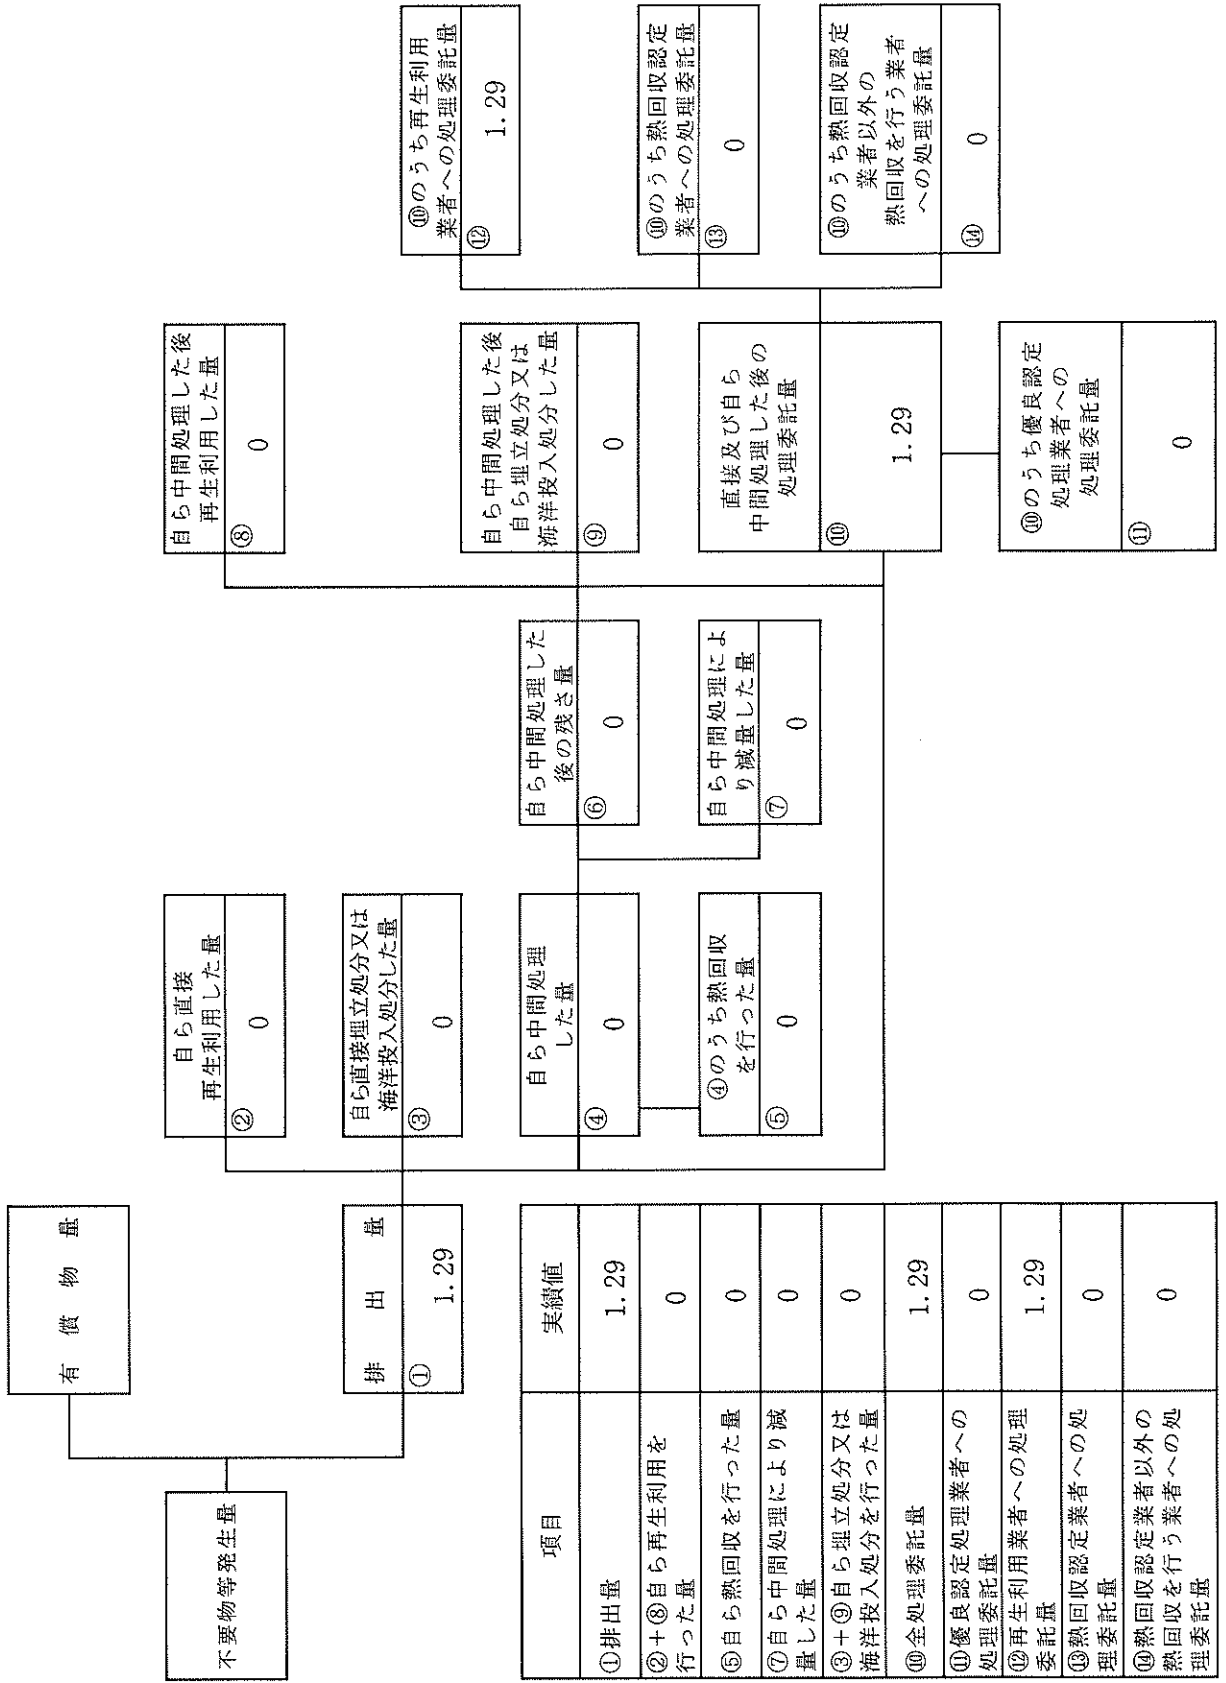 不要物等発生量
有償物量
排出量
①
1.29
自ら直接
再生利用した量
②
0
自ら直接埋立処分又は
海洋投入処分した量
③
0
自ら中間処理
した量
④
0
④のうち熱回収
を行った量
⑤
0
自ら中間処理した
後の残さ量
⑥
0
自ら中間処理によ
り減量した量
⑦
0
自ら中間処理した後
再生利用した量
⑧
0
自ら中間処理した後
自ら埋立処分又は
海洋投入処分した量
⑨
0
直接及び自ら
中間処理した後の
処理委託量
⑩
1.29
⑩のうち優良認定
処理業者への
処理委託量
⑪
0
⑩のうち再生利用
業者への処理委託量
⑫
1.29
⑩のうち熱回収認定
業者への処理委託量
⑬
0
⑩のうち熱回収認定
業者以外の
熱回収を行う業者
への処理委託量
⑭
0
項目 実績値
①排出量 1.29
②+⑧自ら再生利用を
行った量 0
⑤自ら熱回収を行った量 0
⑦自ら中間処理により減
量した量 0
③+⑨自ら埋立処分又は
海洋投入処分を行った量 0
⑩全処理委託量 1.29
⑪優良認定処理業者への
処理委託量 0
⑫再生利用業者への処理
委託量 1.29
⑬熱回収認定業者への処
理委託量 0
⑭熱回収認定業者以外の
熱回収を行う業者への処
理委託量 0